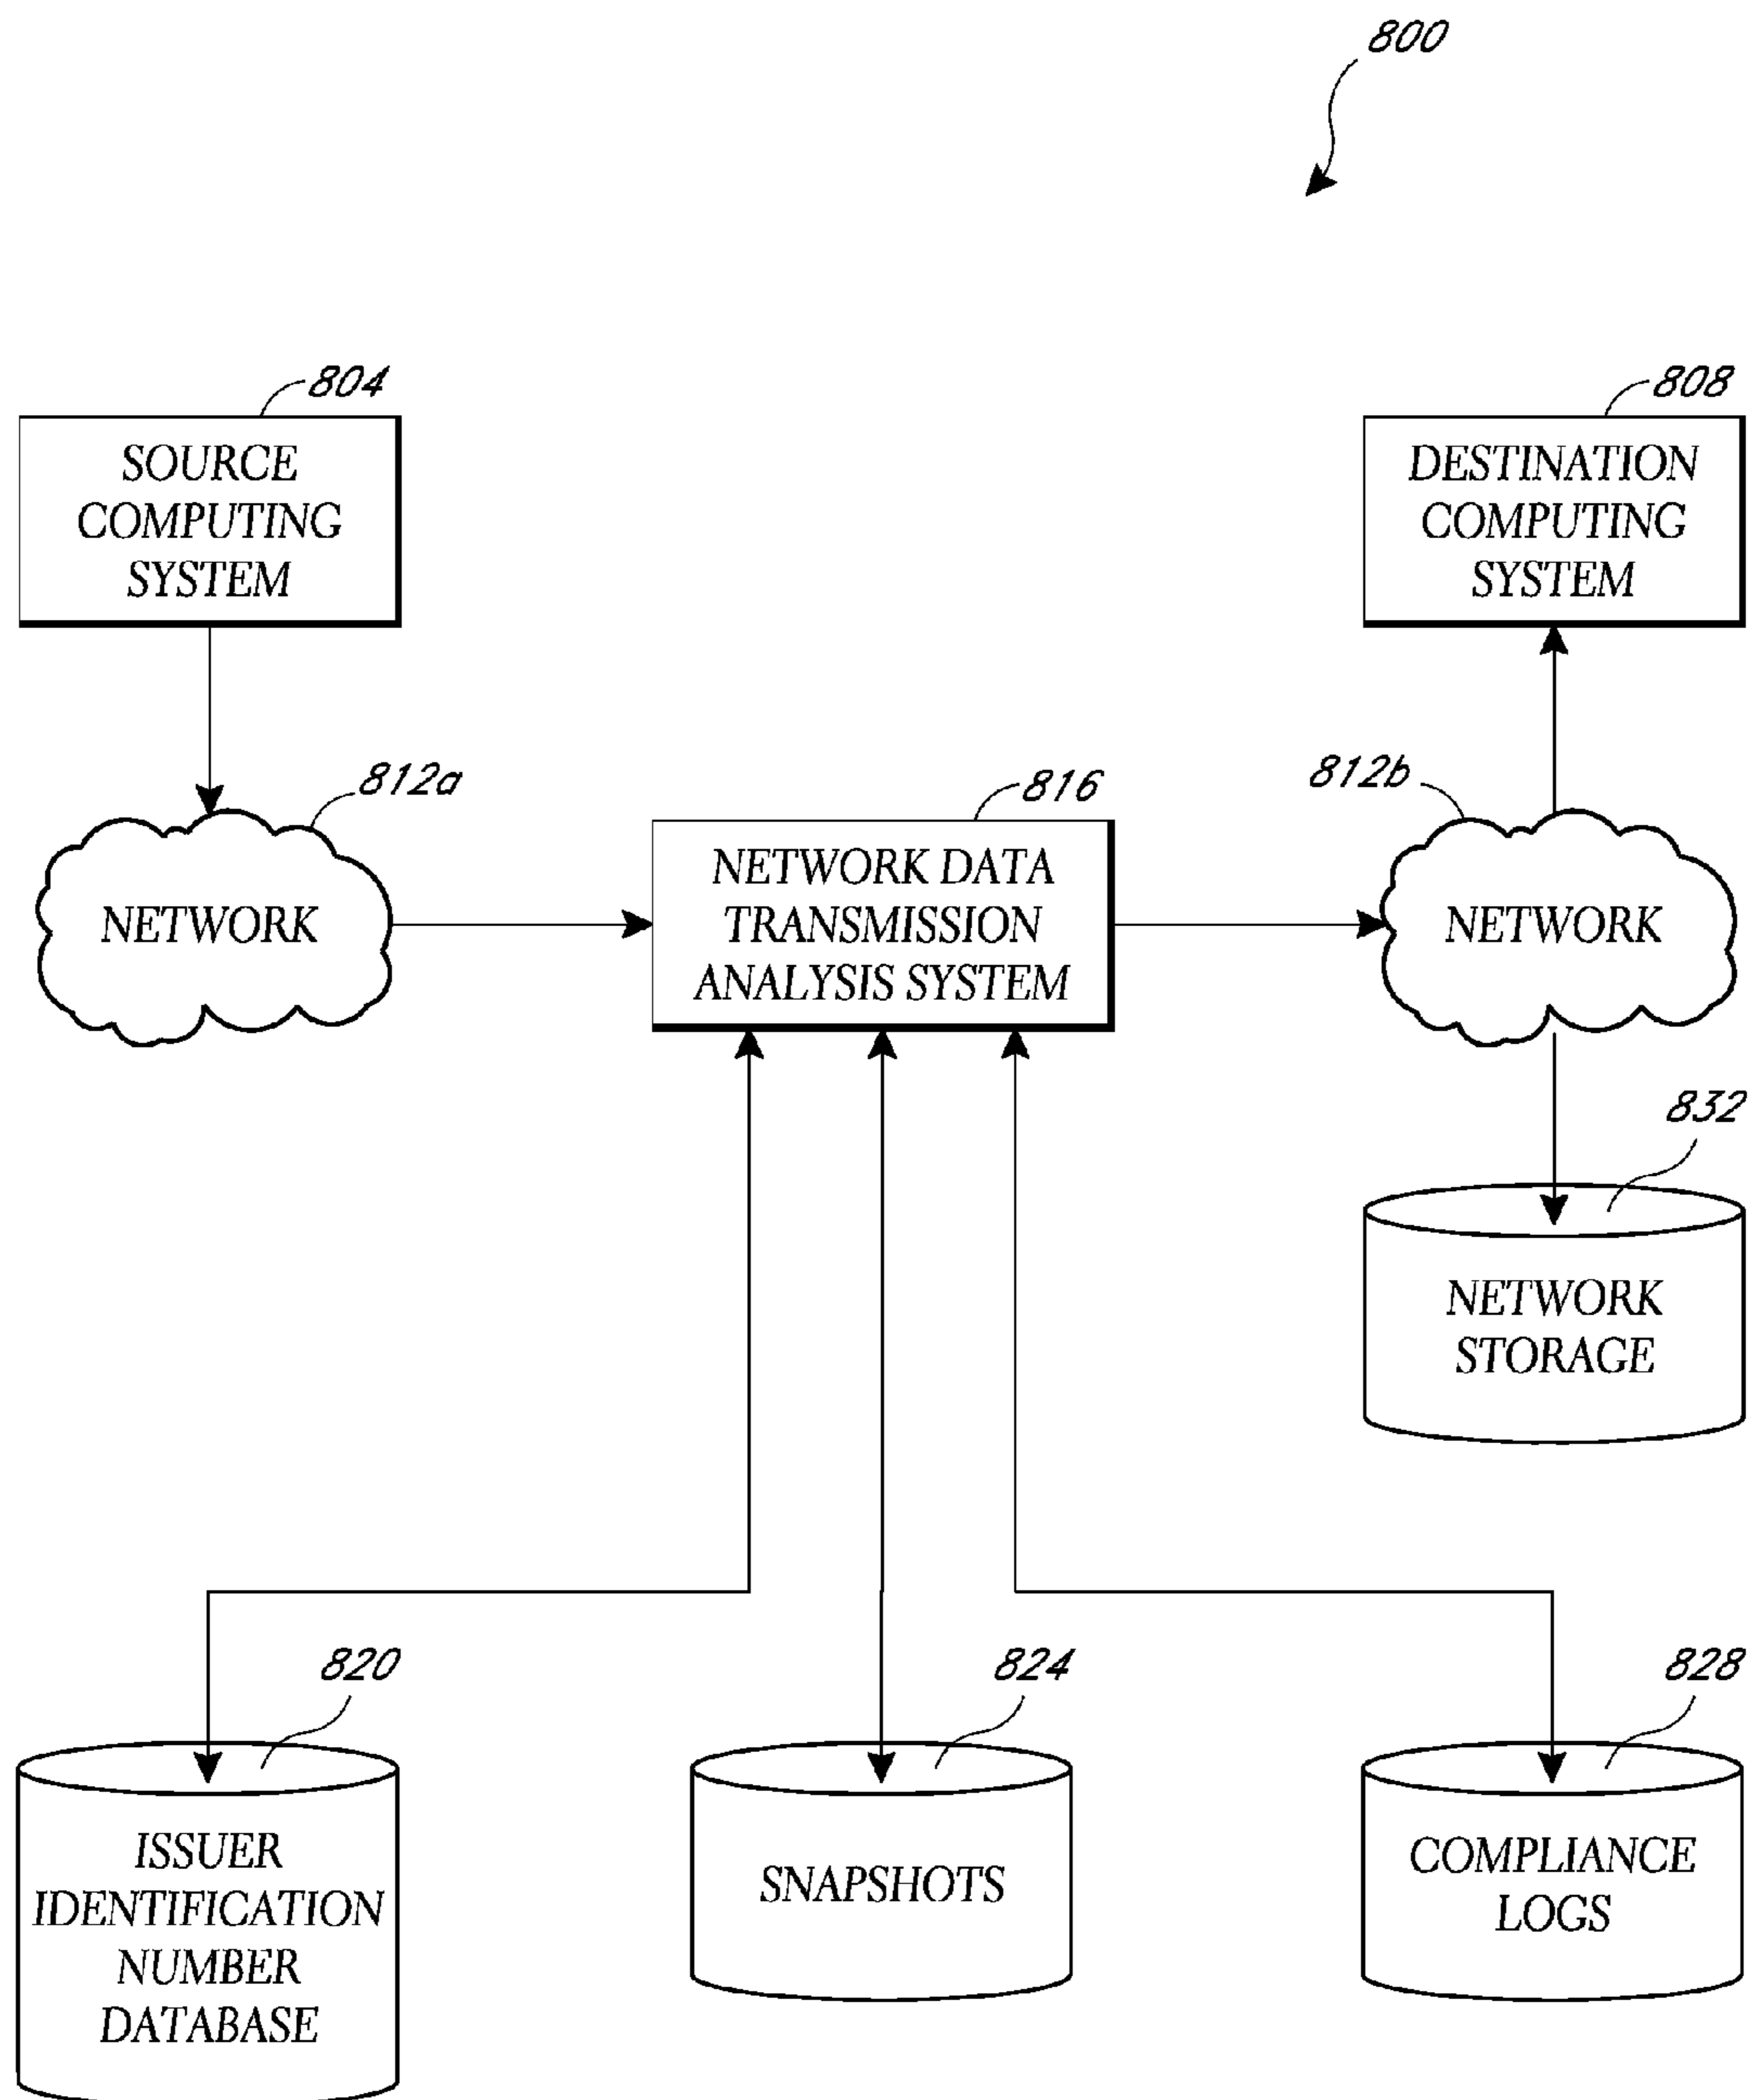 800
804
SOURCE
COMPUTING
SYSTEM
808
DESTINATION
COMPUTING
SYSTEM
812a
NETWORK
816
NETWORK DATA
TRANSMISSION
ANALYSIS SYSTEM
812b
NETWORK
832
NETWORK
STORAGE
820
ISSUER
IDENTIFICATION
NUMBER
DATABASE
824
SNAPSHOTS
828
COMPLIANCE
LOGS